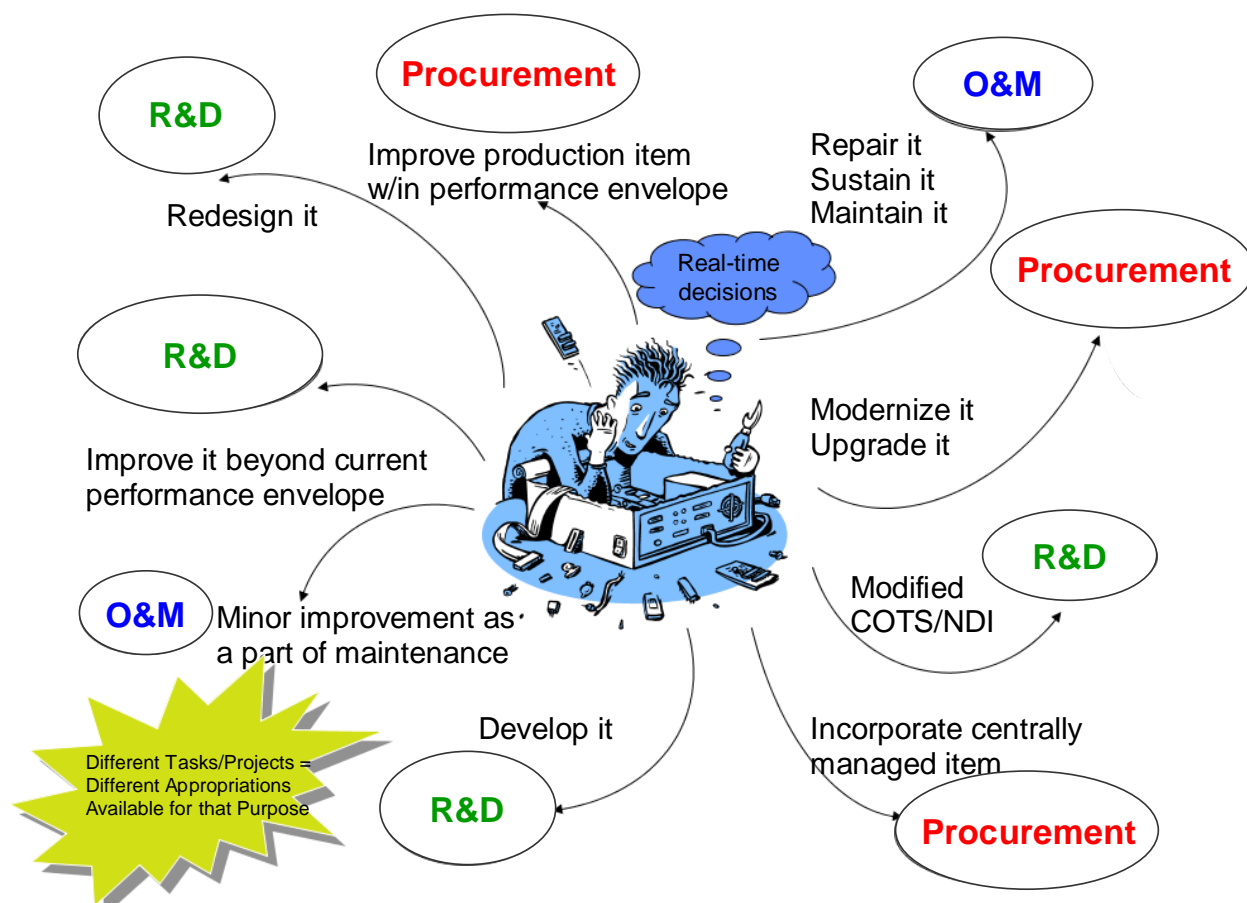 Procurement
R&D
O&M
Improve production item
w/in performance envelope
Repair it
Sustain it
Maintain it
Redesign it
Real-time
decisions
Procurement
R&D
Modernize it
Upgrade it
Improve it beyond current
performance envelope
R&D
Modified
COTS/NDI
O&M
Minor improvement as
a part of maintenance
Develop it
Incorporate centrally
managed item
Different Tasks/Projects =
Different Appropriations
Available for that Purpose
R&D
Procurement